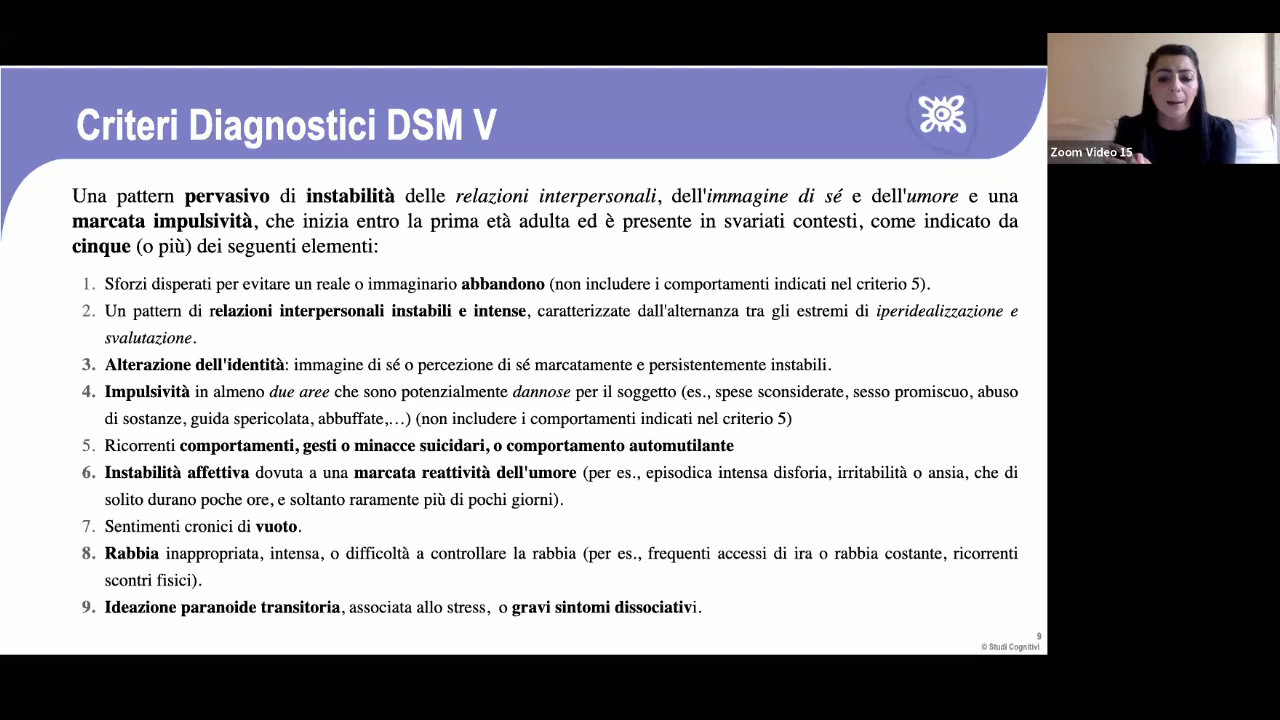 Criteri Diagnostici DSM V
Zoom Video 15
Una pattern pervasivo di instabilità delle relazioni interpersonali, dell'immagine di sé e dell'umore e una
marcata impulsività, che inizia entro la prima età adulta ed è presente in svariati contesti, come indicato da
cinque (o più) dei seguenti elementi:
1. Sforzi disperati per evitare un reale o immaginario abbandono (non includere i comportamenti indicati nel criterio 5).
2. Un pattern di relazioni interpersonali instabili e intense, caratterizzate dall'alternanza tra gli estremi di iperidealizzazione e
svalutazione.
3. Alterazione dell'identità: immagine di sé o percezione di sé marcatamente e persistentemente instabili.
4. Impulsività in almeno due aree che sono potenzialmente dannose per il soggetto (es., spese sconsiderate, sesso promiscuo, abuso
di sostanze, guida spericolata, abbuffate,…) (non includere i comportamenti indicati nel criterio 5)
5. Ricorrenti comportamenti, gesti o minacce suicidari, o comportamento automutilante
6. Instabilità affettiva dovuta a una marcata reattività dell'umore (per es., episodica intensa disforia, irritabilità o ansia, che di
solito durano poche ore, e soltanto raramente più di pochi giorni).
7. Sentimenti cronici di vuoto.
8. Rabbia inappropriata, intensa, o difficoltà a controllare la rabbia (per es., frequenti accessi di ira o rabbia costante, ricorrenti
scontri fisici).
9. Ideazione paranoide transitoria, associata allo stress, o gravi sintomi dissociativi.
9
© Studi Cognitivi